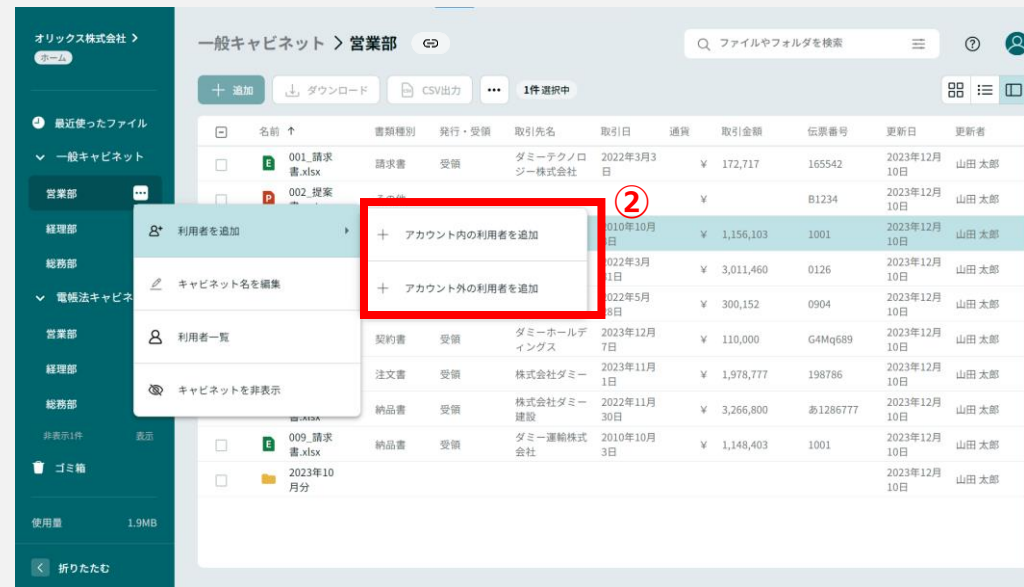 オリックス株式会社 >
ホーム
一般キャビネット > 営業部
ファイルやフォルダを検索
+ 追加
ダウンロード
CSV出力
1件選択中
最近使ったファイル
一般キャビネット
営業部
経理部
総務部
電帳法キャビネ
営業部
経理部
総務部
非表示1件 表示
ゴミ箱
使用量 1.9MB
折りたたむ
利用者を追加
キャビネット名を編集
利用者一覧
キャビネットを非表示
②
+ アカウント内の利用者を追加
+ アカウント外の利用者を追加
名前 ↑ 書類種別 発行・受領 取引先名 取引日 通貨 取引金額 伝票番号 更新日 更新者
001_請求書.xlsx 請求書 受領 ダミーテクノロジー株式会社 2022年3月3日 ¥ 172,717 165542 2023年12月10日 山田 太郎
002_提案 ¥ B1234 2023年12月10日 山田 太郎
2010年10月 ¥ 1,156,103 1001 2023年12月10日 山田 太郎
2022年3月 ¥ 3,011,460 0126 2023年12月10日 山田 太郎
2022年5月 ¥ 300,152 0904 2023年12月10日 山田 太郎
契約書 受領 ダミーホールディングス 2023年12月7日 ¥ 110,000 G4Mq689 2023年12月10日 山田 太郎
注文書 受領 株式会社ダミー 2023年11月1日 ¥ 1,978,777 198786 2023年12月10日 山田 太郎
納品書 受領 株式会社ダミー建設 2022年11月30日 ¥ 3,266,800 あ1286777 2023年12月10日 山田 太郎
009_請求書.xlsx 納品書 受領 ダミー運輸株式会社 2010年10月3日 ¥ 1,148,403 1001 2023年12月10日 山田 太郎
2023年10月分 2023年12月10日 山田 太郎